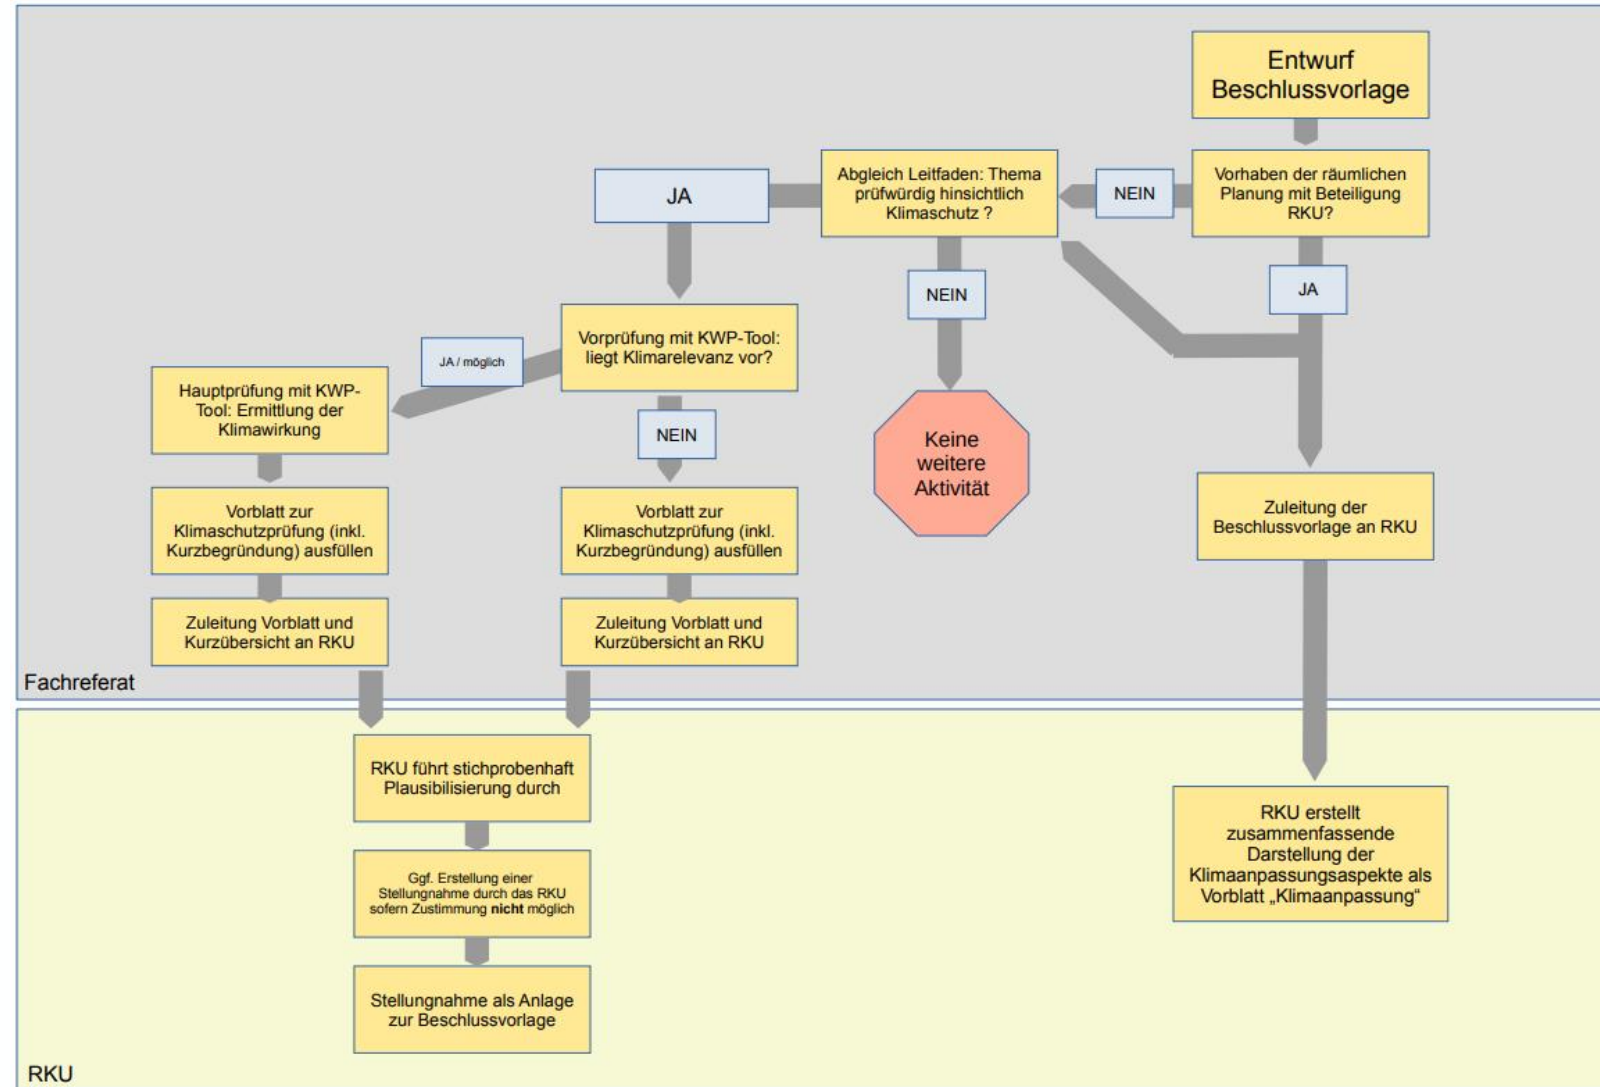 Entwurf
Beschlussvorlage
Vorhaben der räumlichen
Planung mit Beteiligung
RKU?
NEIN
Abgleich Leitfaden: Thema
prüfwürdig hinsichtlich
Klimaschutz ?
JA
NEIN
JA
Vorprüfung mit KWP-Tool:
liegt Klimarelevanz vor?
JA / möglich
Hauptprüfung mit KWP-
Tool: Ermittlung der
Klimawirkung
NEIN
Keine
weitere
Aktivität
Vorblatt zur
Klimaschutzprüfung (inkl.
Kurzbegründung) ausfüllen
Vorblatt zur
Klimaschutzprüfung (inkl.
Kurzbegründung) ausfüllen
Zuleitung der
Beschlussvorlage an RKU
Zuleitung Vorblatt und
Kurzübersicht an RKU
Zuleitung Vorblatt und
Kurzübersicht an RKU
Fachreferat
RKU führt stichprobenhaft
Plausibilisierung durch
Ggf. Erstellung einer
Stellungnahme durch das RKU
sofern Zustimmung nicht möglich
Stellungnahme als Anlage
zur Beschlussvorlage
RKU erstellt
zusammenfassende
Darstellung der
Klimaanpassungsaspekte als
Vorblatt „Klimaanpassung“
RKU